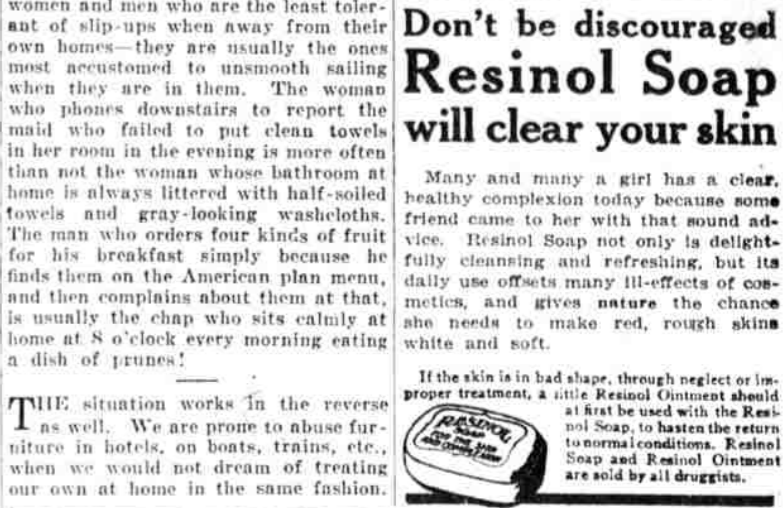 women and men who are the least toler-
ant of slip-ups when away from their
own homes—they are usually the ones
most accustomed to unsmooth sailing
when they are in them. The woman
who phones downstairs to report the
maid who failed to put clean towels
in her room in the evening is more often
than not the woman whose bathroom at
home is always littered with half-soiled
towels and gray-looking washcloths.
The man who orders four kinds of fruit
for his breakfast simply because he
finds them on the American plan menu,
and then complains about them at that,
is usually the chap who sits calmly at
home at 8 o'clock every morning eating
a dish of prunes!
THE situation works in the reverse
as well. We are prone to abuse fur-
niture in hotels, on boats, trains, etc.,
when we would not dream of treating
our own at home in the same fashion.
Don't be discouraged
Resinol Soap
will clear your skin
Many and many a girl has a clear,
healthy complexion today because some
friend came to her with that sound ad-
vice. Resinol Soap not only is delight-
fully cleansing and refreshing, but its
daily use offsets many ill-effects of cos-
metics, and gives nature the chance
she needs to make red, rough skins
white and soft.
If the skin is in bad shape, through neglect or im-
proper treatment, a little Resinol Ointment should
at first be used with the Resi-
nol Soap, to hasten the return
to normal conditions. Resinol
Soap and Resinol Ointment
are sold by all druggists.
RESINOL
SOAP
FOR THE SKIN
AND COMPLEXION